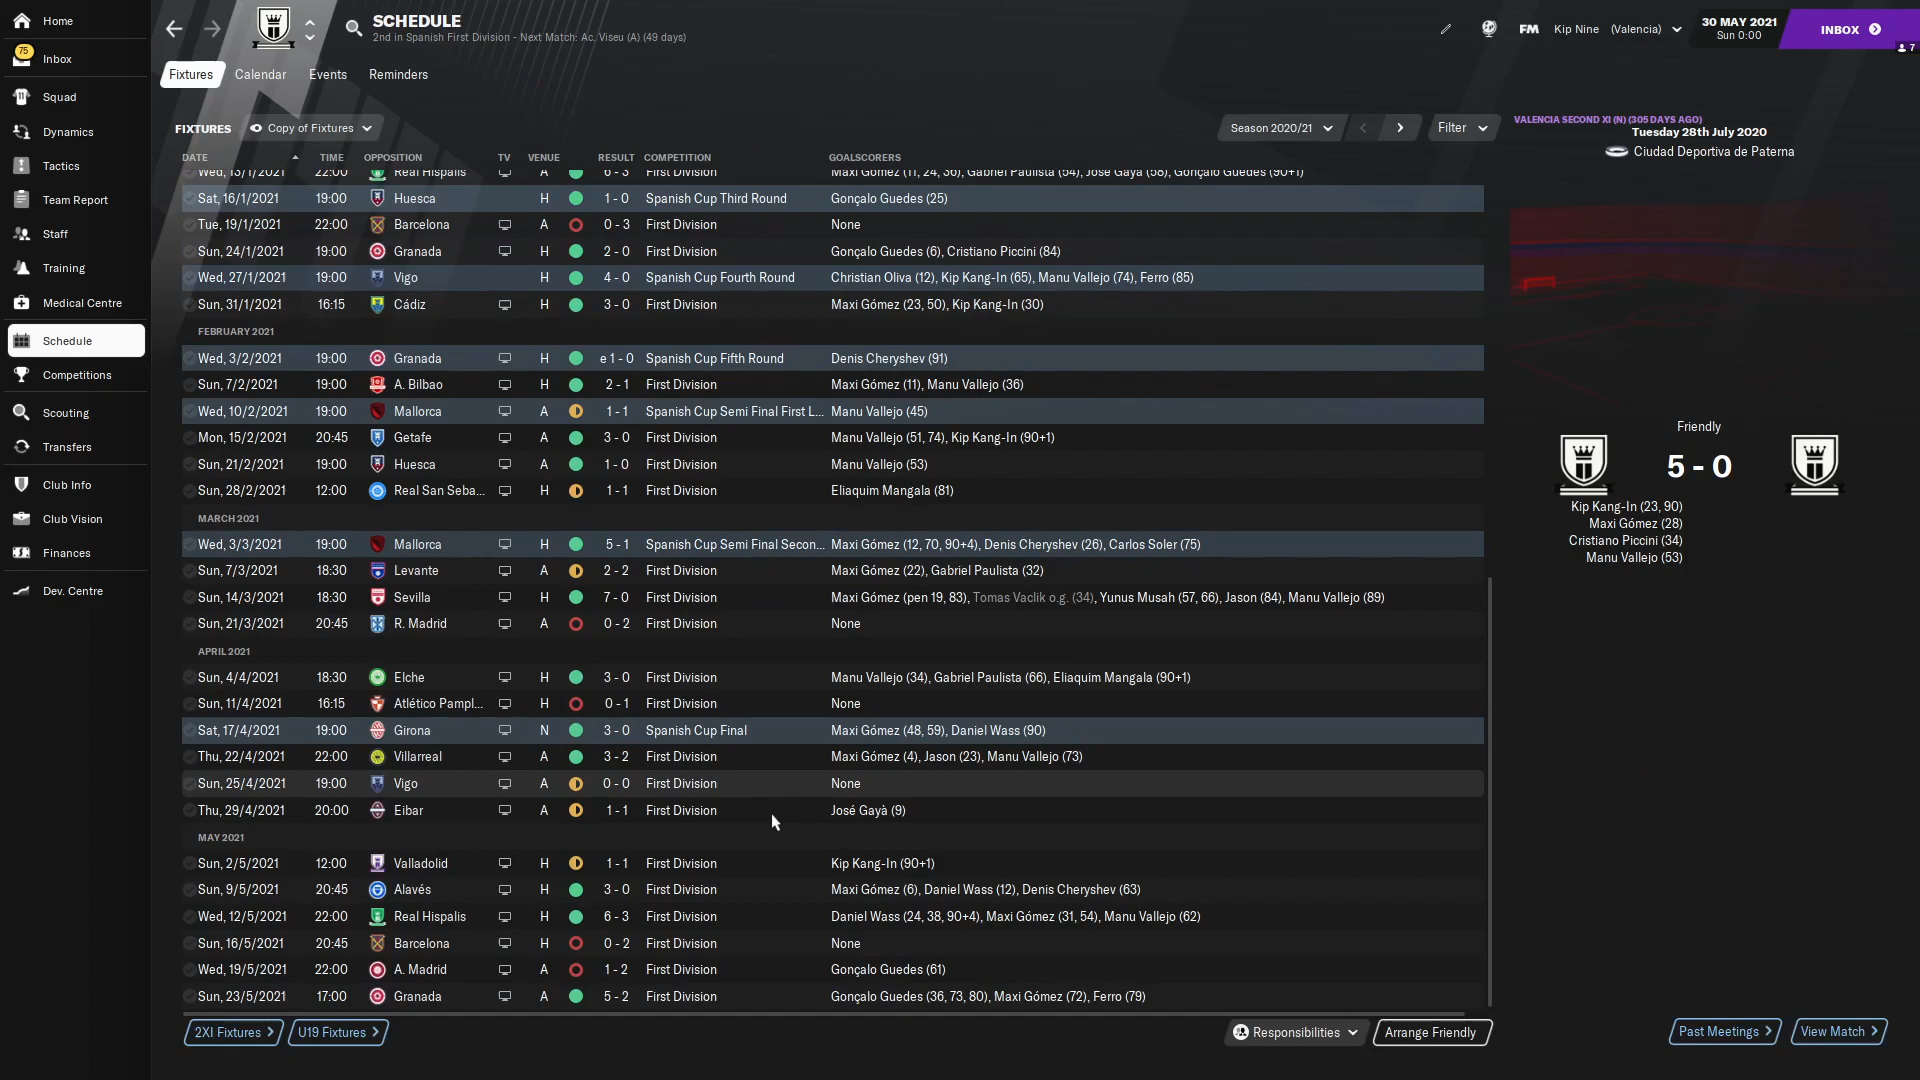 Home
75
Inbox
Squad
Dynamics
Tactics
Team Report
Staff
Training
Medical Centre
Schedule
Competitions
Scouting
Transfers
Club Info
Club Vision
Finances
Dev. Centre
SCHEDULE
2nd in Spanish First Division - Next Match: Ac. Viseu (A) (49 days)
FM Kip Nine (Valencia)
30 MAY 2021
Sun 0:00
INBOX
7
Fixtures Calendar Events Reminders
FIXTURES Copy of Fixtures Season 2020/21 Filter
DATE TIME OPPOSITION TV VENUE RESULT COMPETITION GOALSCORERS
Wed, 13/1/2021 22:00 Real Hispalis A 6 - 3 First Division Maxi Gómez (11, 24, 36), Gabriel Paulista (54), José Gayà (58), Gonçalo Guedes (90+1)
Sat, 16/1/2021 19:00 Huesca H 1 - 0 Spanish Cup Third Round Gonçalo Guedes (25)
Tue, 19/1/2021 22:00 Barcelona A 0 - 3 First Division None
Sun, 24/1/2021 19:00 Granada H 2 - 0 First Division Gonçalo Guedes (6), Cristiano Piccini (84)
Wed, 27/1/2021 19:00 Vigo H 4 - 0 Spanish Cup Fourth Round Christian Oliva (12), Kip Kang-In (65), Manu Vallejo (74), Ferro (85)
Sun, 31/1/2021 16:15 Cádiz H 3 - 0 First Division Maxi Gómez (23, 50), Kip Kang-In (30)
FEBRUARY 2021
Wed, 3/2/2021 19:00 Granada H e 1 - 0 Spanish Cup Fifth Round Denis Cheryshev (91)
Sun, 7/2/2021 19:00 A. Bilbao H 2 - 1 First Division Maxi Gómez (11), Manu Vallejo (36)
Wed, 10/2/2021 19:00 Mallorca A 1 - 1 Spanish Cup Semi Final First L... Manu Vallejo (45)
Mon, 15/2/2021 20:45 Getafe A 3 - 0 First Division Manu Vallejo (51, 74), Kip Kang-In (90+1)
Sun, 21/2/2021 19:00 Huesca A 1 - 0 First Division Manu Vallejo (53)
Sun, 28/2/2021 12:00 Real San Seba... H 1 - 1 First Division Eliaquim Mangala (81)
MARCH 2021
Wed, 3/3/2021 19:00 Mallorca H 5 - 1 Spanish Cup Semi Final Secon... Maxi Gómez (12, 70, 90+4), Denis Cheryshev (26), Carlos Soler (75)
Sun, 7/3/2021 18:30 Levante A 2 - 2 First Division Maxi Gómez (22), Gabriel Paulista (32)
Sun, 14/3/2021 18:30 Sevilla H 7 - 0 First Division Maxi Gómez (pen 19, 83), Tomas Vaclik o.g. (34), Yunus Musah (57, 66), Jason (84), Manu Vallejo (89)
Sun, 21/3/2021 20:45 R. Madrid A 0 - 2 First Division None
APRIL 2021
Sun, 4/4/2021 18:30 Elche H 3 - 0 First Division Manu Vallejo (34), Gabriel Paulista (66), Eliaquim Mangala (90+1)
Sun, 11/4/2021 16:15 Atlético Pampl... H 0 - 1 First Division None
Sat, 17/4/2021 19:00 Girona N 3 - 0 Spanish Cup Final Maxi Gómez (48, 59), Daniel Wass (90)
Thu, 22/4/2021 22:00 Villarreal A 3 - 2 First Division Maxi Gómez (4), Jason (23), Manu Vallejo (73)
Sun, 25/4/2021 19:00 Vigo A 0 - 0 First Division None
Thu, 29/4/2021 20:00 Eibar A 1 - 1 First Division José Gayà (9)
MAY 2021
Sun, 2/5/2021 12:00 Valladolid H 1 - 1 First Division Kip Kang-In (90+1)
Sun, 9/5/2021 20:45 Alavés H 3 - 0 First Division Maxi Gómez (6), Daniel Wass (12), Denis Cheryshev (63)
Wed, 12/5/2021 22:00 Real Hispalis H 6 - 3 First Division Daniel Wass (24, 38, 90+4), Maxi Gómez (31, 54), Manu Vallejo (62)
Sun, 16/5/2021 20:45 Barcelona H 0 - 2 First Division None
Wed, 19/5/2021 22:00 A. Madrid A 1 - 2 First Division Gonçalo Guedes (61)
Sun, 23/5/2021 17:00 Granada A 5 - 2 First Division Gonçalo Guedes (36, 73, 80), Maxi Gómez (72), Ferro (79)
2XI Fixtures U19 Fixtures Responsibilities Arrange Friendly
VALENCIA SECOND XI (N) (305 DAYS AGO)
Tuesday 28th July 2020
Ciudad Deportiva de Paterna
Friendly
5 - 0
Kip Kang-In (23, 90)
Maxi Gómez (28)
Cristiano Piccini (34)
Manu Vallejo (53)
Past Meetings View Match